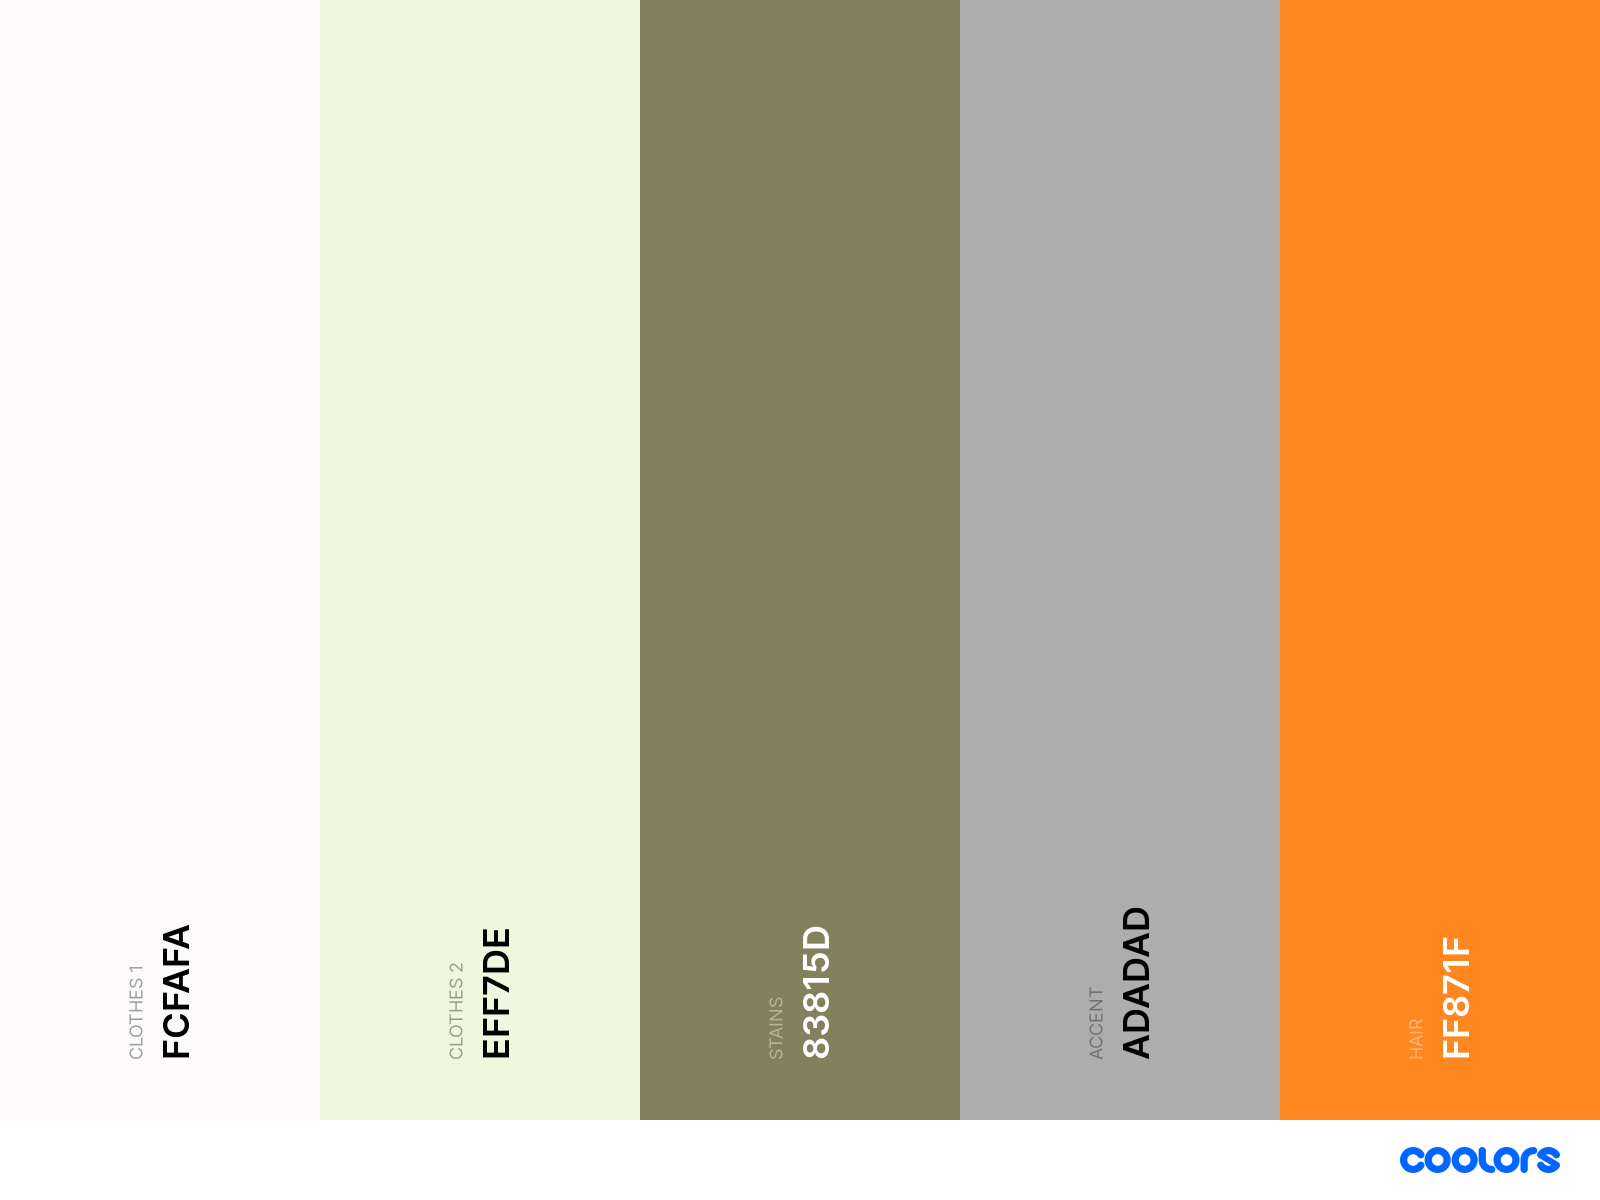 CLOTHES 1
FCFAFA
CLOTHES 2
EFF7DE
STAINS
83815D
ACCENT
ADADAD
HAIR
FF871F
coolors